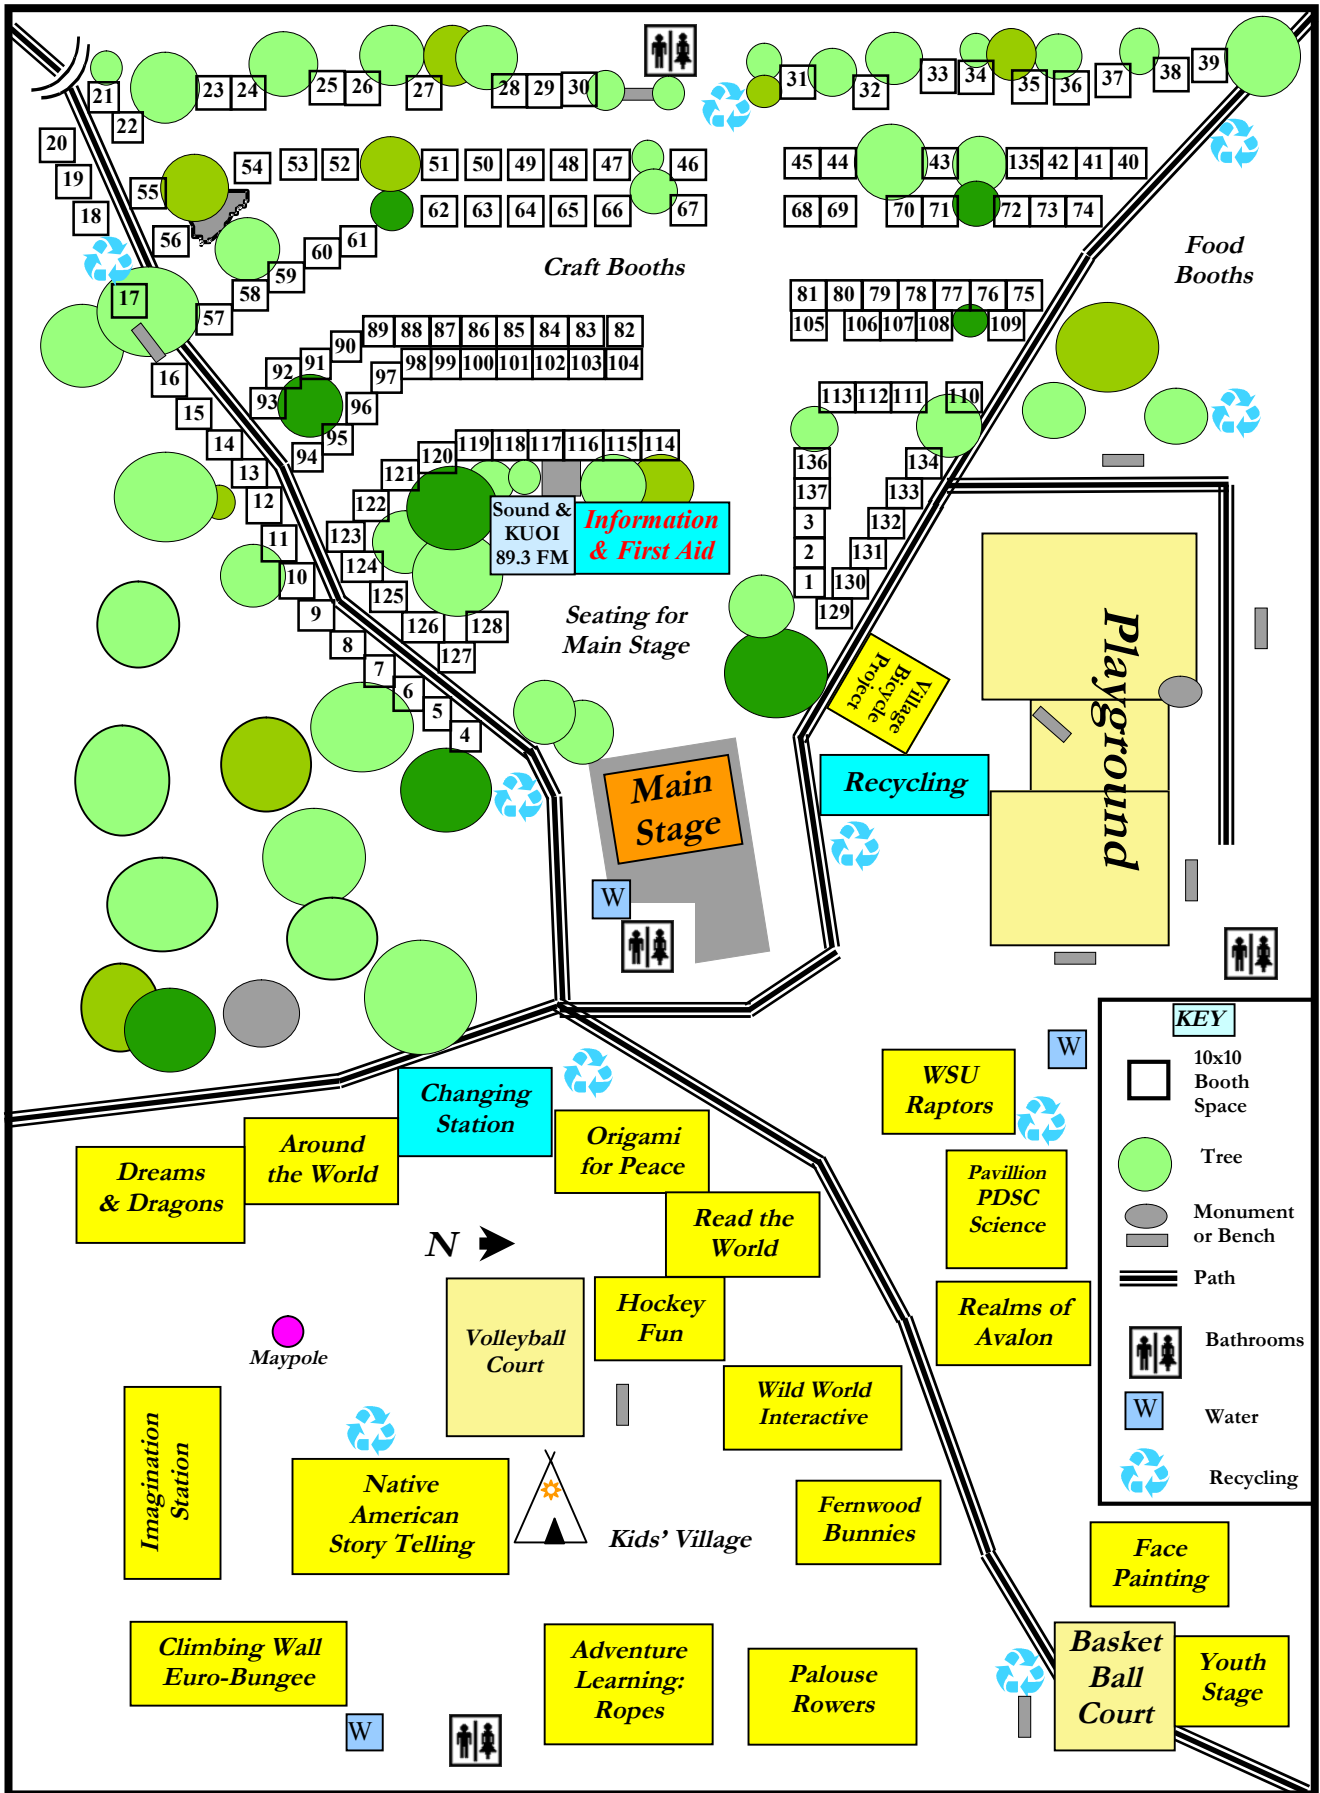 21
22
23 24
25 26
27
28 29 30
31
32
33 34
35 36 37
38 39
20
19
18
17
55
54 53 52
51 50 49 48 47 46
45 44 43 135 42 41 40
56
57
58
59
60
61
62 63 64 65 66 67
68 69 70 71 72 73 74
Craft Booths
Food
Booths
81 80 79 78 77 76 75
105 106 107 108 109
89 88 87 86 85 84 83 82
90
91
92
93
98 99 100 101 102 103 104
97
96
95
94
16
15
14
13
12
11
10
9
8
7
6
5
4
113 112 111 110
119 118 117 116 115 114
120
121
122
123
124
125
126
127
128
136
137
3
2
1
134
133
132
131
130
129
Sound &
KUOI
89.3 FM
Information
& First Aid
Seating for
Main Stage
Village
Bicycle
Project
Playground
Recycling
Main
Stage
W
W
KEY
10x10
Booth
Space
Tree
Monument
or Bench
Path
Bathrooms
W
Water
Recycling
WSU
Raptors
Pavillion
PDSC
Science
Realms of
Avalon
Changing
Station
Around
the World
Dreams
& Dragons
Origami
for Peace
Read the
World
N
Hockey
Fun
Volleyball
Court
Maypole
Wild World
Interactive
Imagination
Station
Native
American
Story Telling
Kids' Village
Fernwood
Bunnies
Face
Painting
Climbing Wall
Euro-Bungee
Adventure
Learning:
Ropes
Palouse
Rowers
Basket
Ball
Court
Youth
Stage
W